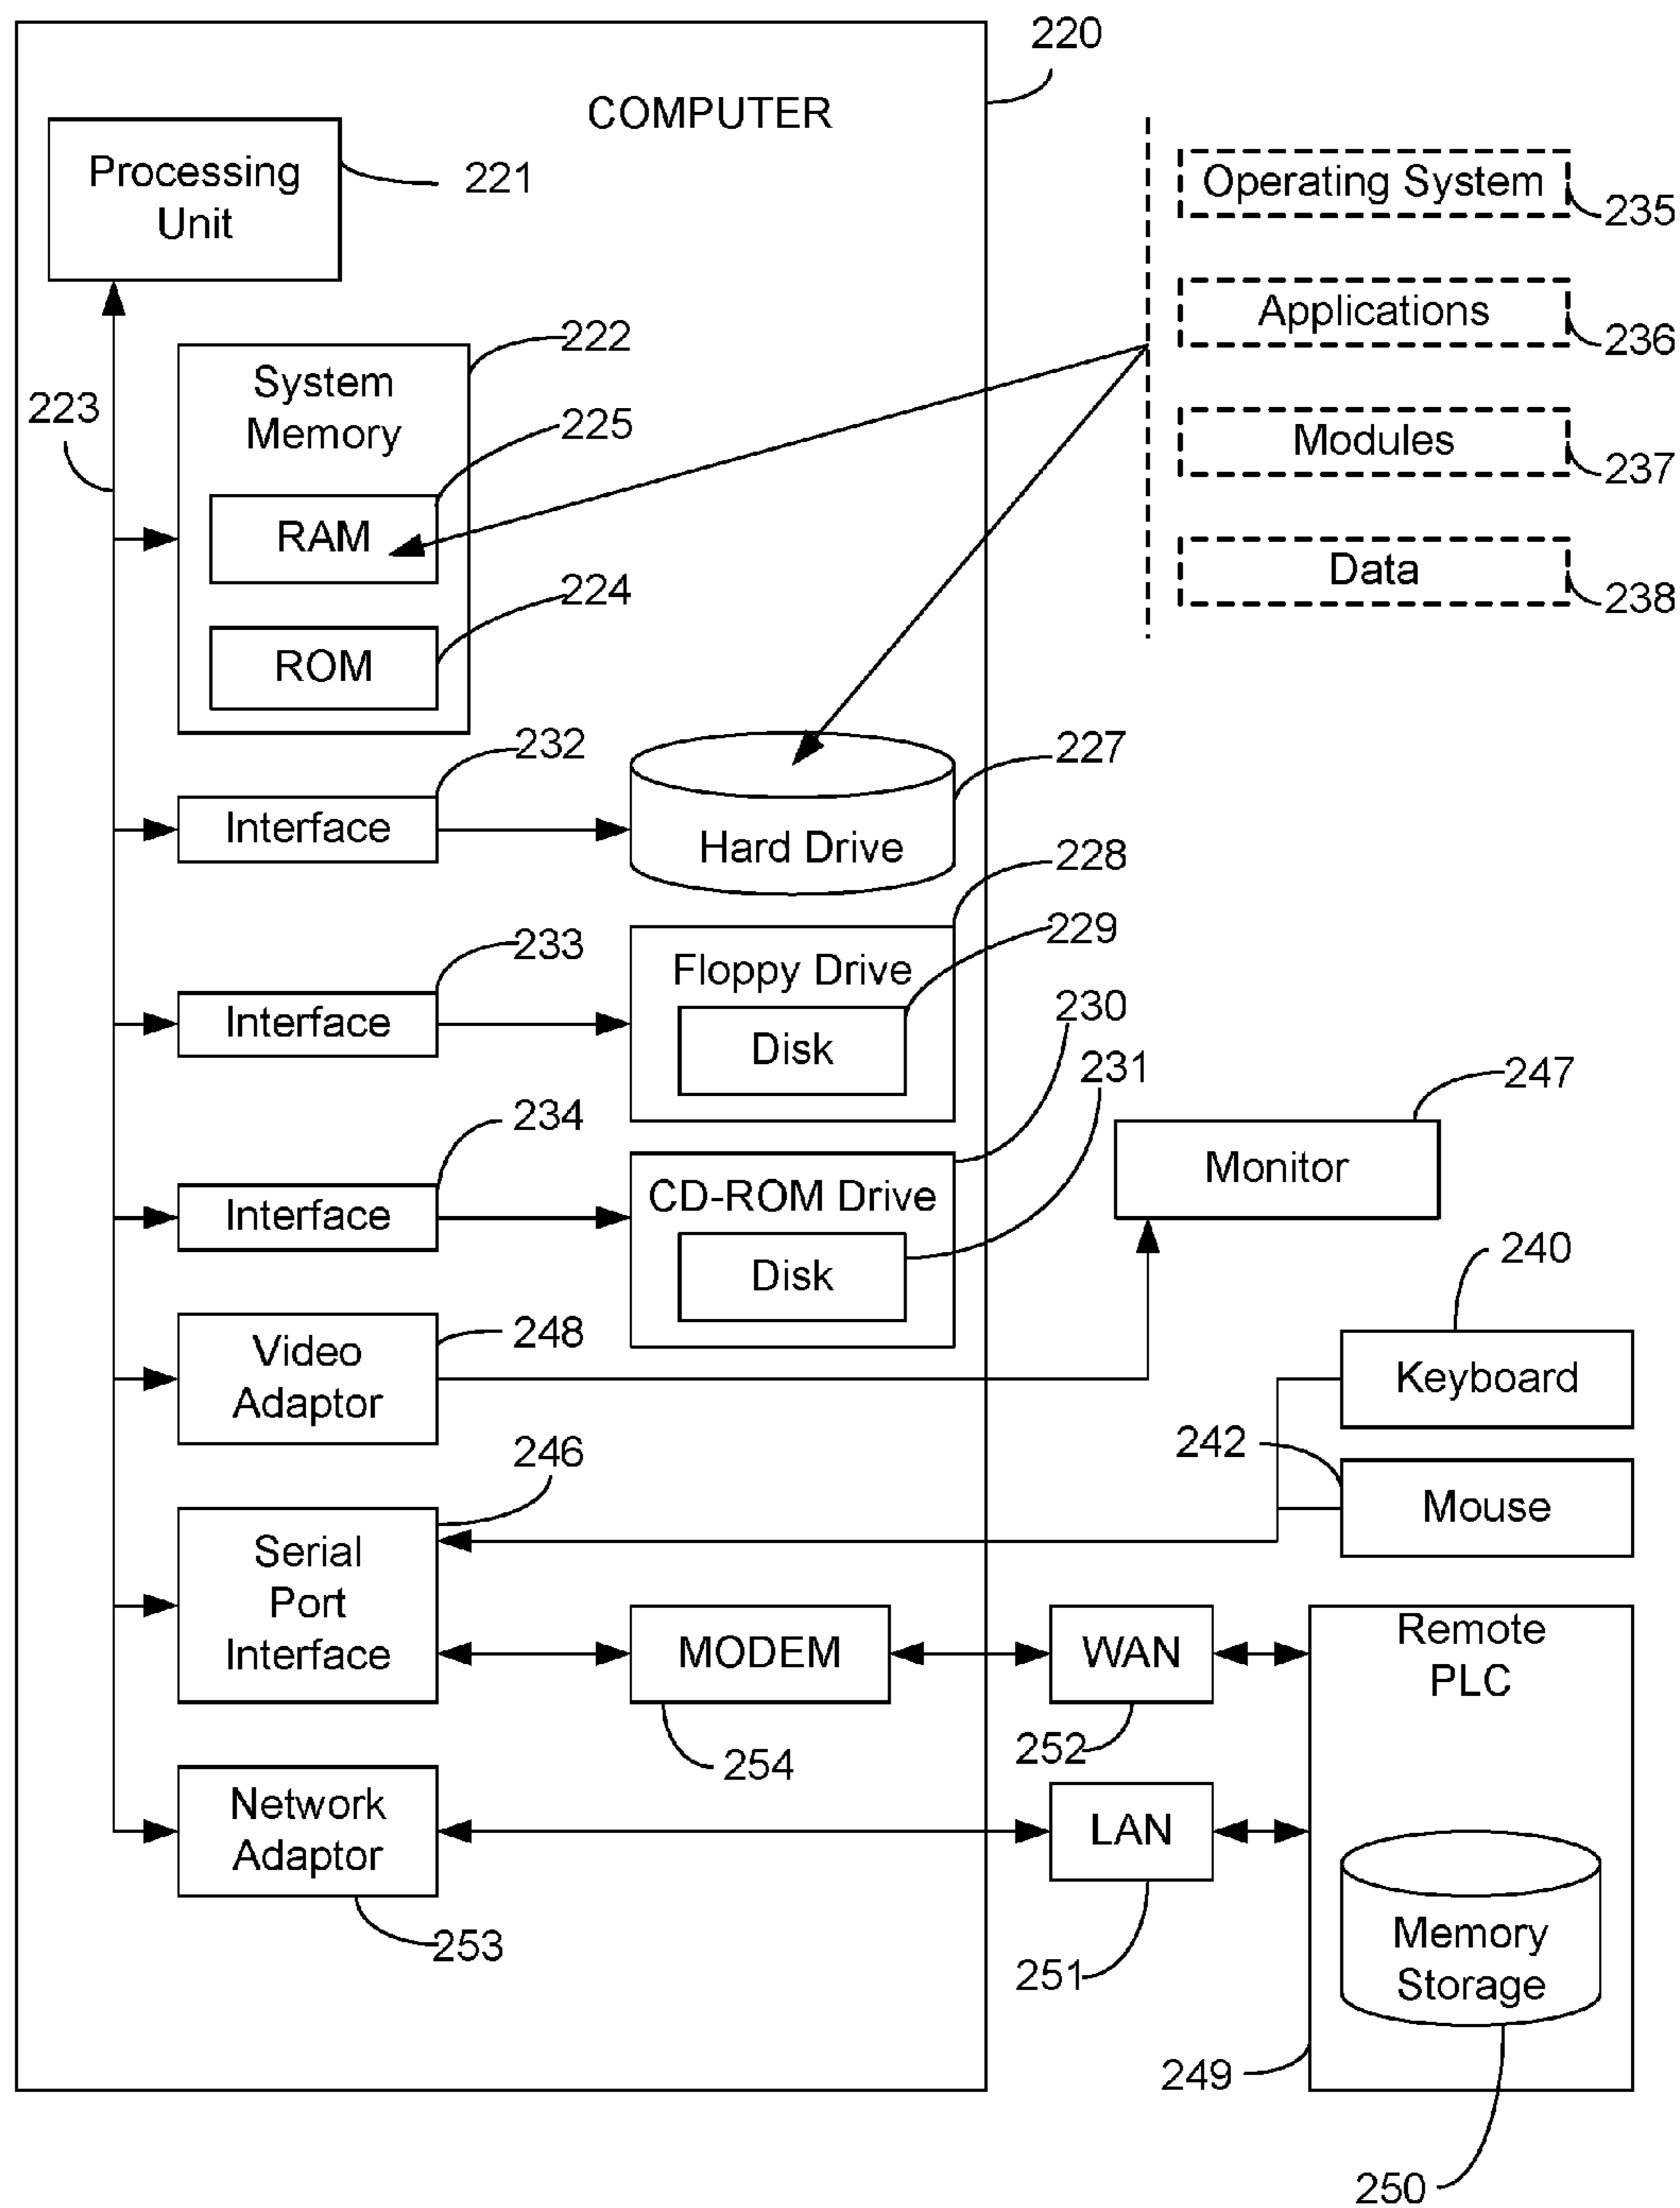 220
COMPUTER
Processing
Unit
221
Operating System
235
Applications
236
222
System
Memory
223
225
Modules
237
RAM
Data
238
224
ROM
232
Interface
227
Hard Drive
228
233
Interface
229
Floppy Drive
Disk
230
231
247
Monitor
234
Interface
CD-ROM Drive
Disk
240
Keyboard
248
Video
Adaptor
242
Mouse
246
Serial
Port
Interface
MODEM
254
WAN
252
Remote
PLC
Network
Adaptor
253
LAN
251
Memory
Storage
249
250